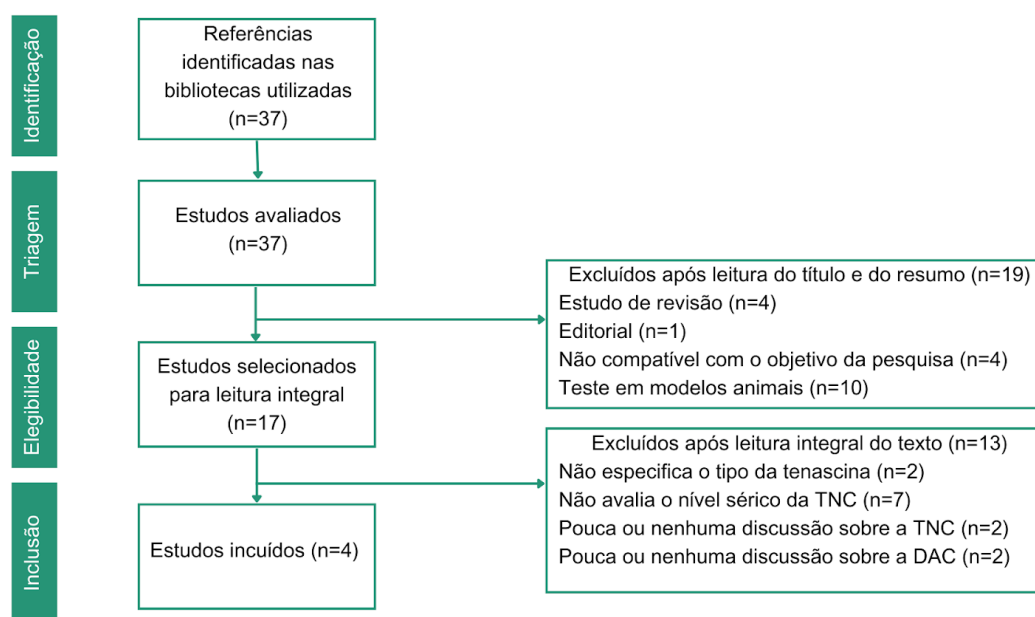 Identificação
Referências
identificadas nas
bibliotecas utilizadas
(n=37)
Triagem
Estudos avaliados
(n=37)
Excluídos após leitura do título e do resumo (n=19)
Estudo de revisão (n=4)
Editorial (n=1)
Não compatível com o objetivo da pesquisa (n=4)
Teste em modelos animais (n=10)
Elegibilidade
Estudos selecionados
para leitura integral
(n=17)
Excluídos após leitura integral do texto (n=13)
Não especifica o tipo da tenascina (n=2)
Não avalia o nível sérico da TNC (n=7)
Pouca ou nenhuma discussão sobre a TNC (n=2)
Pouca ou nenhuma discussão sobre a DAC (n=2)
Inclusão
Estudos incuídos (n=4)